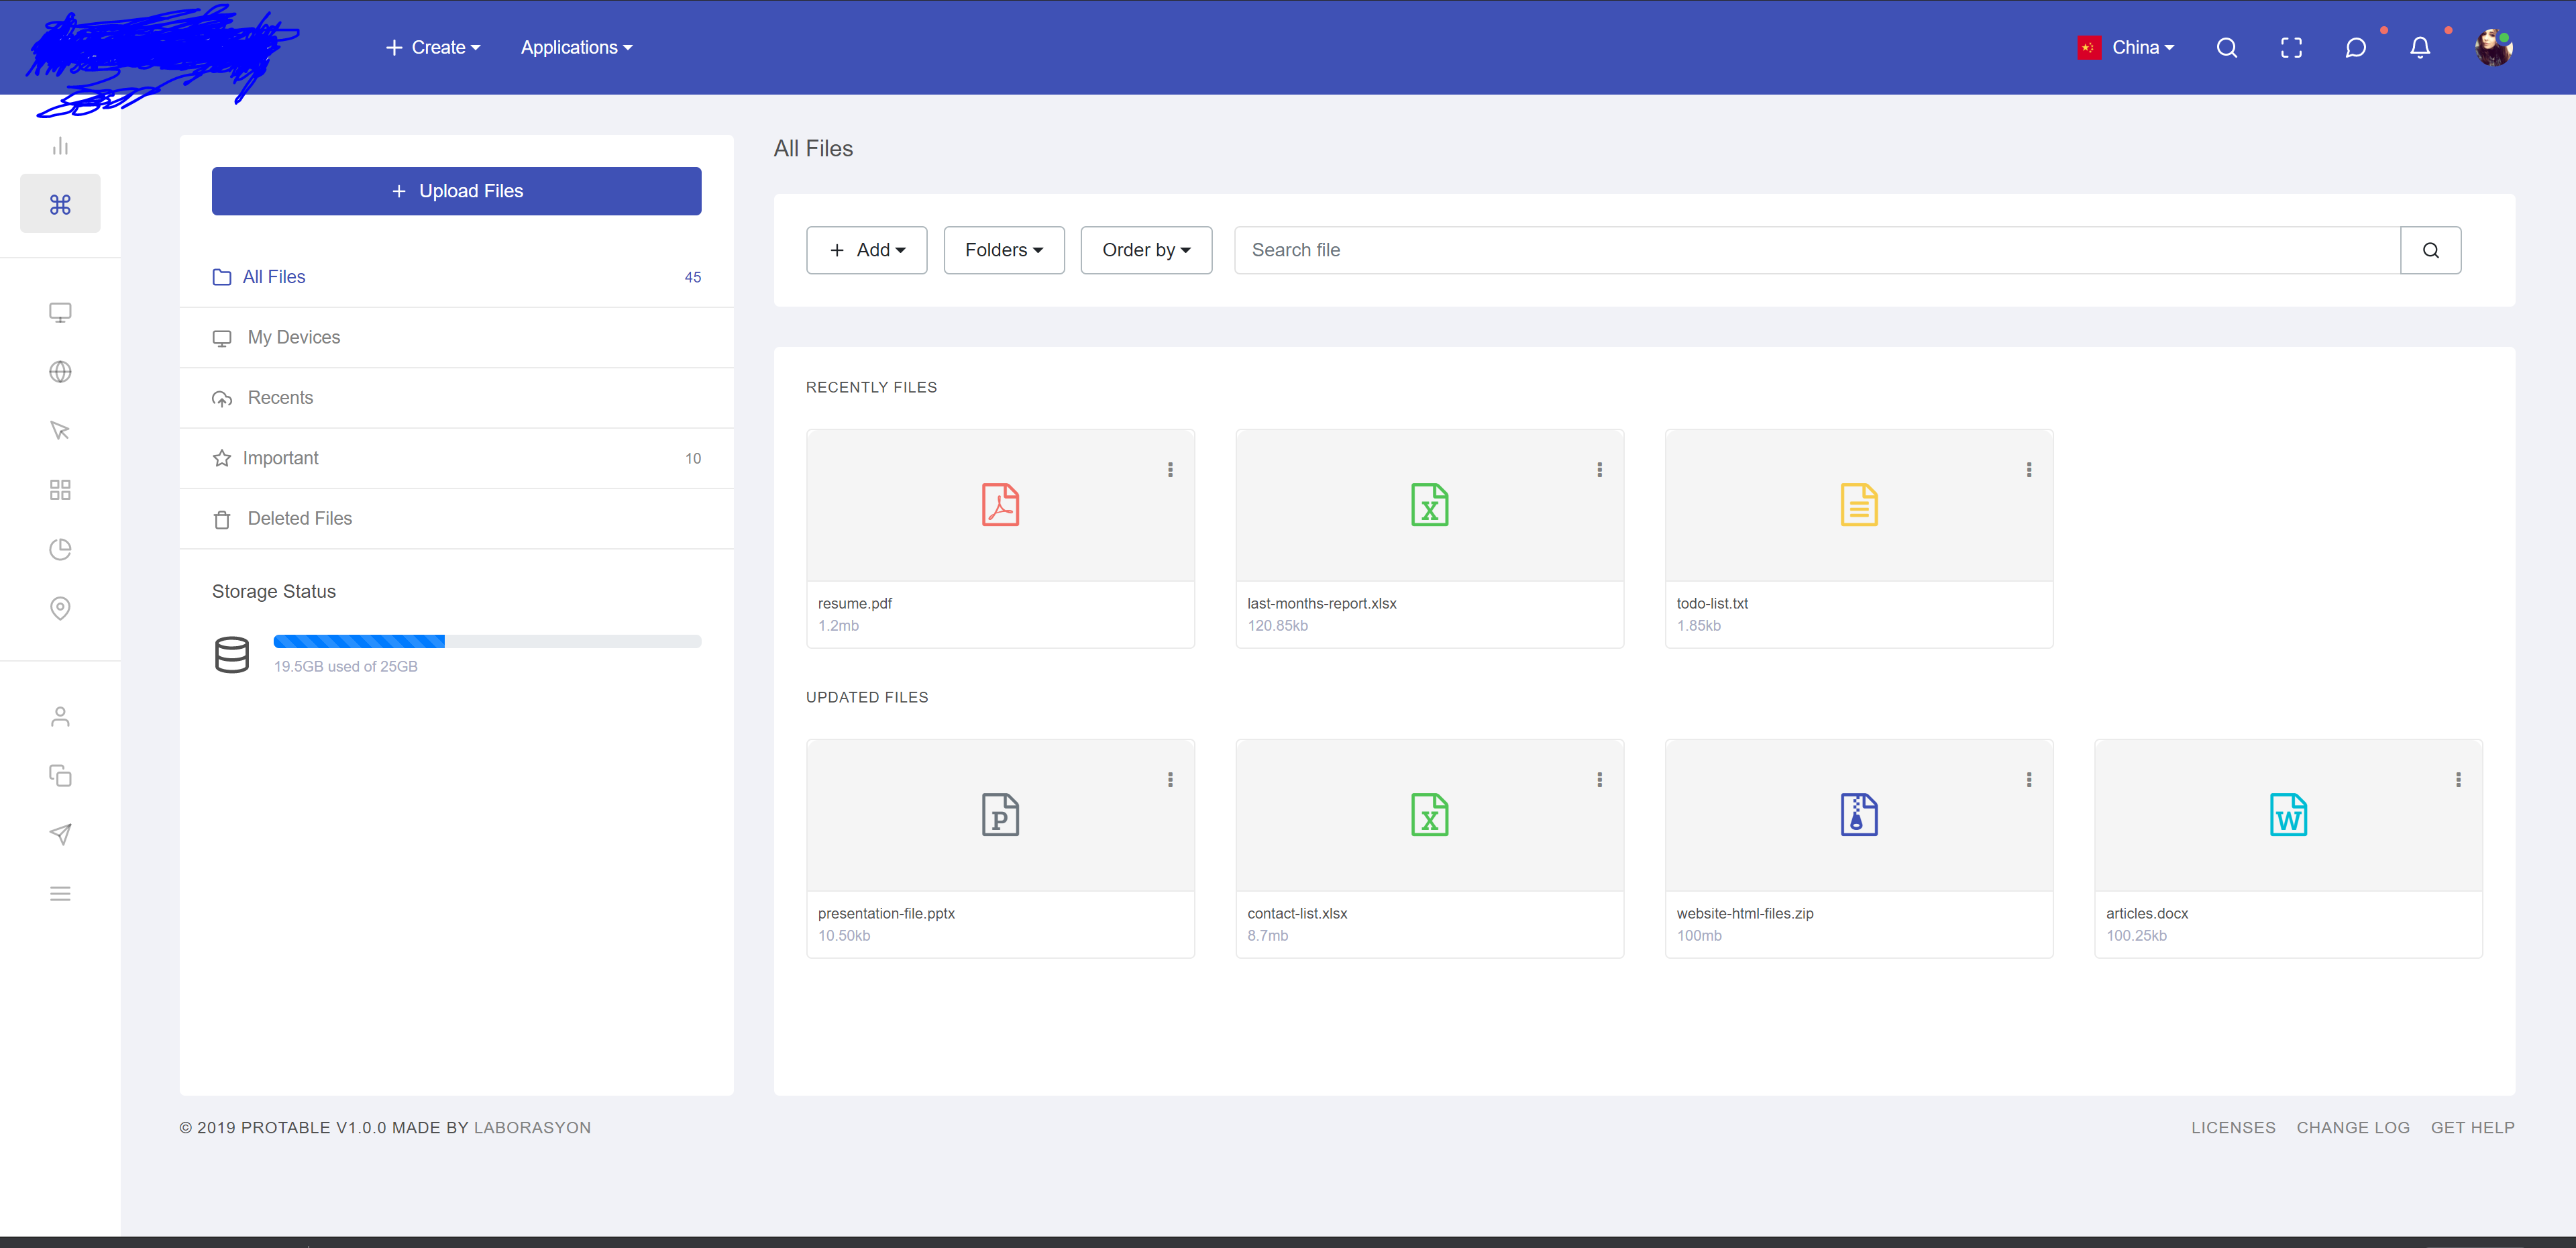 Create
Applications
China
Upload Files
All Files 45
My Devices
Recents
Important 10
Deleted Files
Storage Status
19.5GB used of 25GB
All Files
Add
Folders
Order by
Search file
RECENTLY FILES
resume.pdf
1.2mb
last-months-report.xlsx
120.85kb
todo-list.txt
1.85kb
UPDATED FILES
presentation-file.pptx
10.50kb
contact-list.xlsx
8.7mb
website-html-files.zip
100mb
articles.docx
100.25kb
© 2019 PROTABLE V1.0.0 MADE BY LABORASYON
LICENSES CHANGE LOG GET HELP